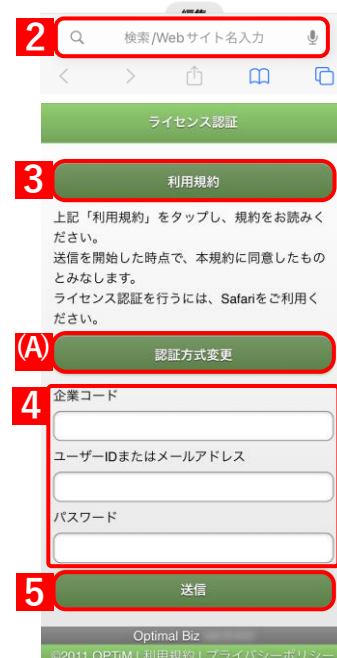 2
検索/Webサイト名入力
ライセンス認証
3
利用規約
上記「利用規約」をタップし、規約をお読みく
ださい。
送信を開始した時点で、本規約に同意したもの
とみなします。
ライセンス認証を行うには、Safariをご利用く
ださい。
(A)
認証方式変更
4
企業コード
ユーザーIDまたはメールアドレス
パスワード
5
送信
Optimal Biz
©2011 OPTiM | 利用規約 | プライバシーポリシー